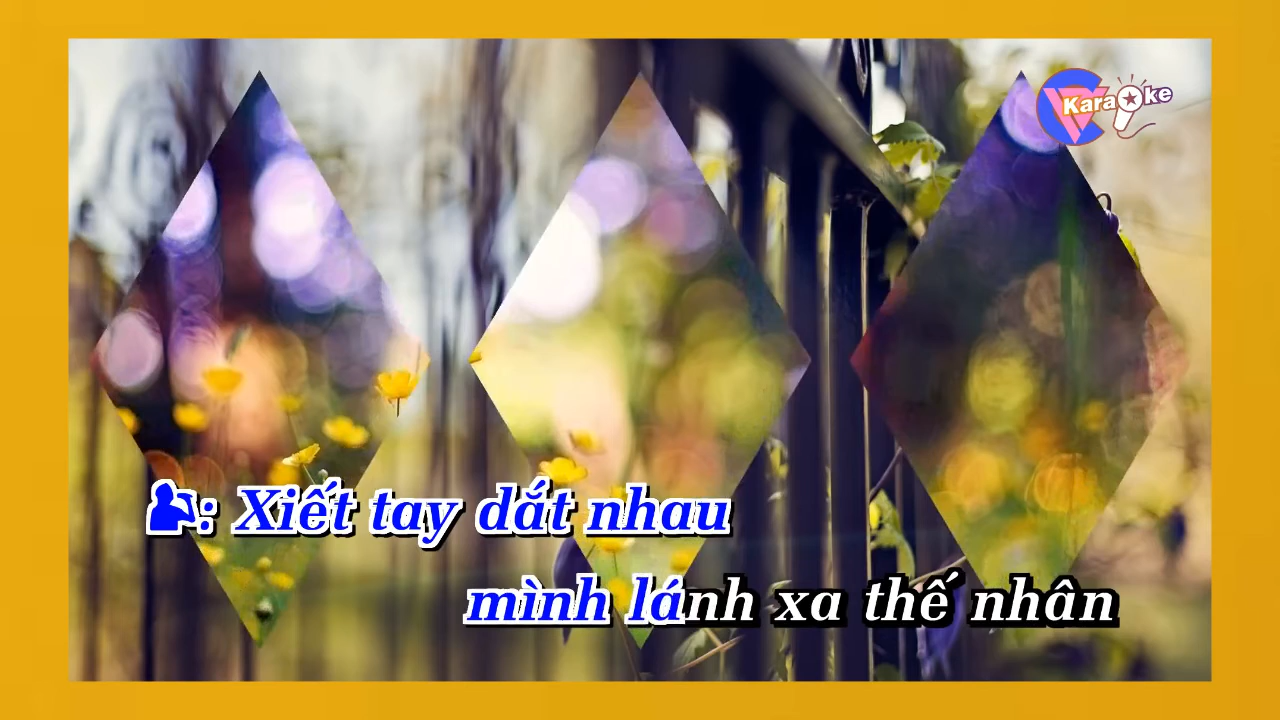 Karaoke
: Xiết tay dắt nhau
mình lánh xa thế nhân